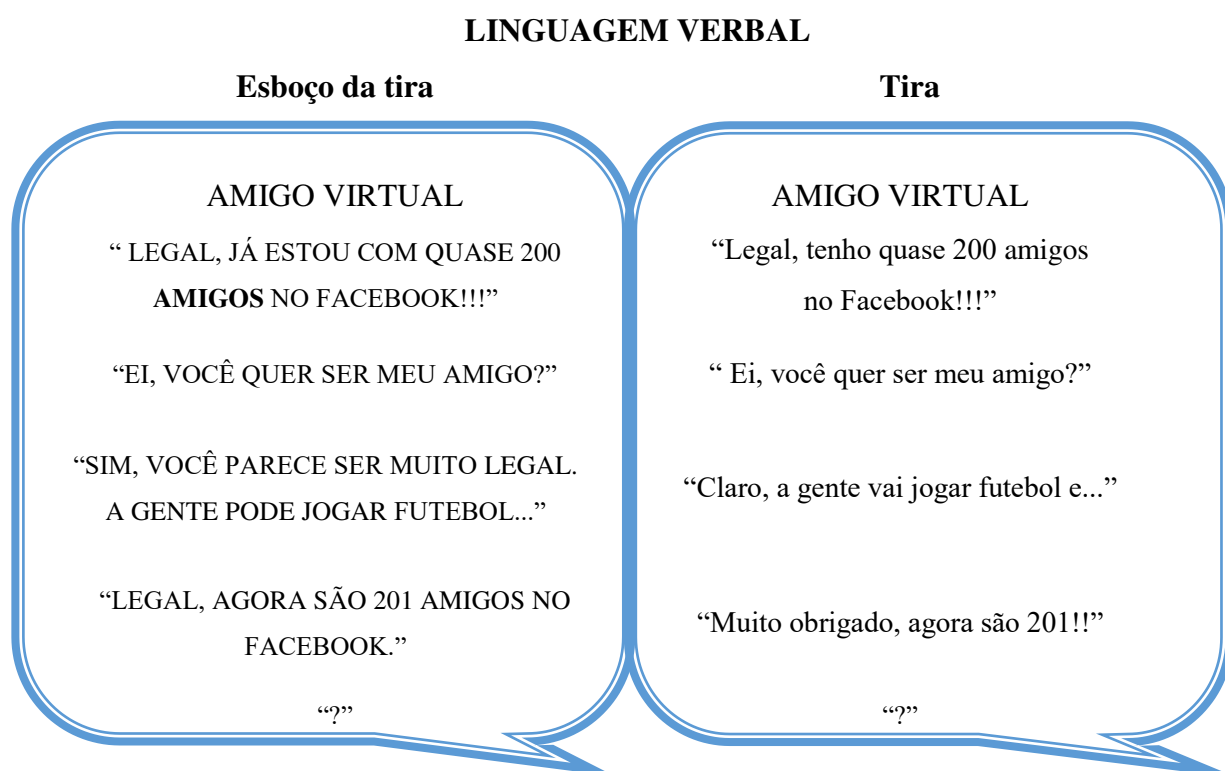 LINGUAGEM VERBAL
Esboço da tira
AMIGO VIRTUAL
“ LEGAL, JÁ ESTOU COM QUASE 200
AMIGOS NO FACEBOOK!!!”
“EI, VOCÊ QUER SER MEU AMIGO?”
“SIM, VOCÊ PARECE SER MUITO LEGAL.
A GENTE PODE JOGAR FUTEBOL...”
“LEGAL, AGORA SÃO 201 AMIGOS NO
FACEBOOK.”
“?”
Tira
AMIGO VIRTUAL
“Legal, tenho quase 200 amigos
no Facebook!!!”
“ Ei, você quer ser meu amigo?”
“Claro, a gente vai jogar futebol e...”
“Muito obrigado, agora são 201!!”
“?”